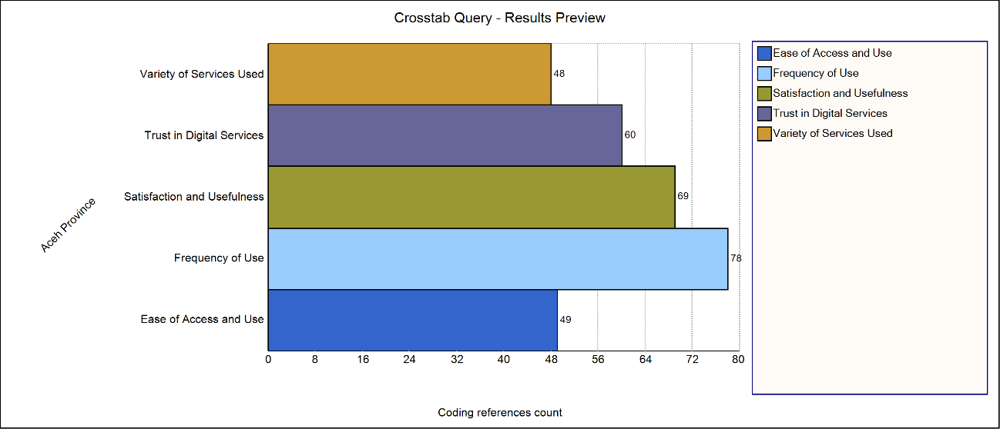 Crosstab Query - Results Preview
Variety of Services Used
48
Trust in Digital Services
60
Satisfaction and Usefulness
69
Aceh Province
Frequency of Use
78
Ease of Access and Use
49
0 8 16 24 32 40 48 56 64 72 80
Coding references count
Ease of Access and Use
Frequency of Use
Satisfaction and Usefulness
Trust in Digital Services
Variety of Services Used